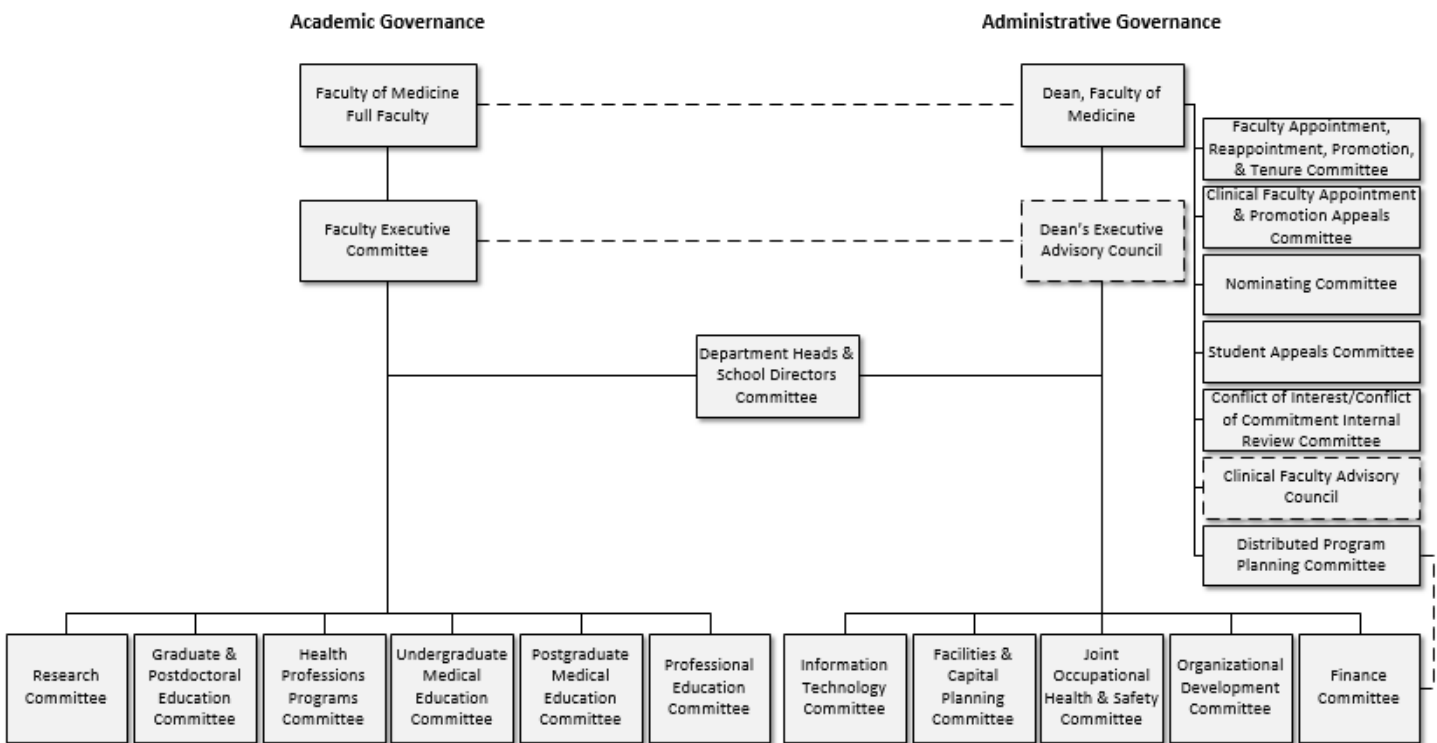 Academic Governance
Administrative Governance
Faculty of Medicine
Full Faculty
Dean, Faculty of
Medicine
Faculty Appointment,
Reappointment, Promotion,
& Tenure Committee
Clinical Faculty Appointment
& Promotion Appeals
Committee
Faculty Executive
Committee
Dean's Executive
Advisory Council
Nominating Committee
Department Heads &
School Directors
Committee
Student Appeals Committee
Conflict of Interest/Conflict
of Commitment Internal
Review Committee
Clinical Faculty Advisory
Council
Distributed Program
Planning Committee
Research
Committee
Graduate &
Postdoctoral
Education
Committee
Health
Professions
Programs
Committee
Undergraduate
Medical
Education
Committee
Postgraduate
Medical
Education
Committee
Professional
Education
Committee
Information
Technology
Committee
Facilities &
Capital
Planning
Committee
Joint
Occupational
Health & Safety
Committee
Organizational
Development
Committee
Finance
Committee